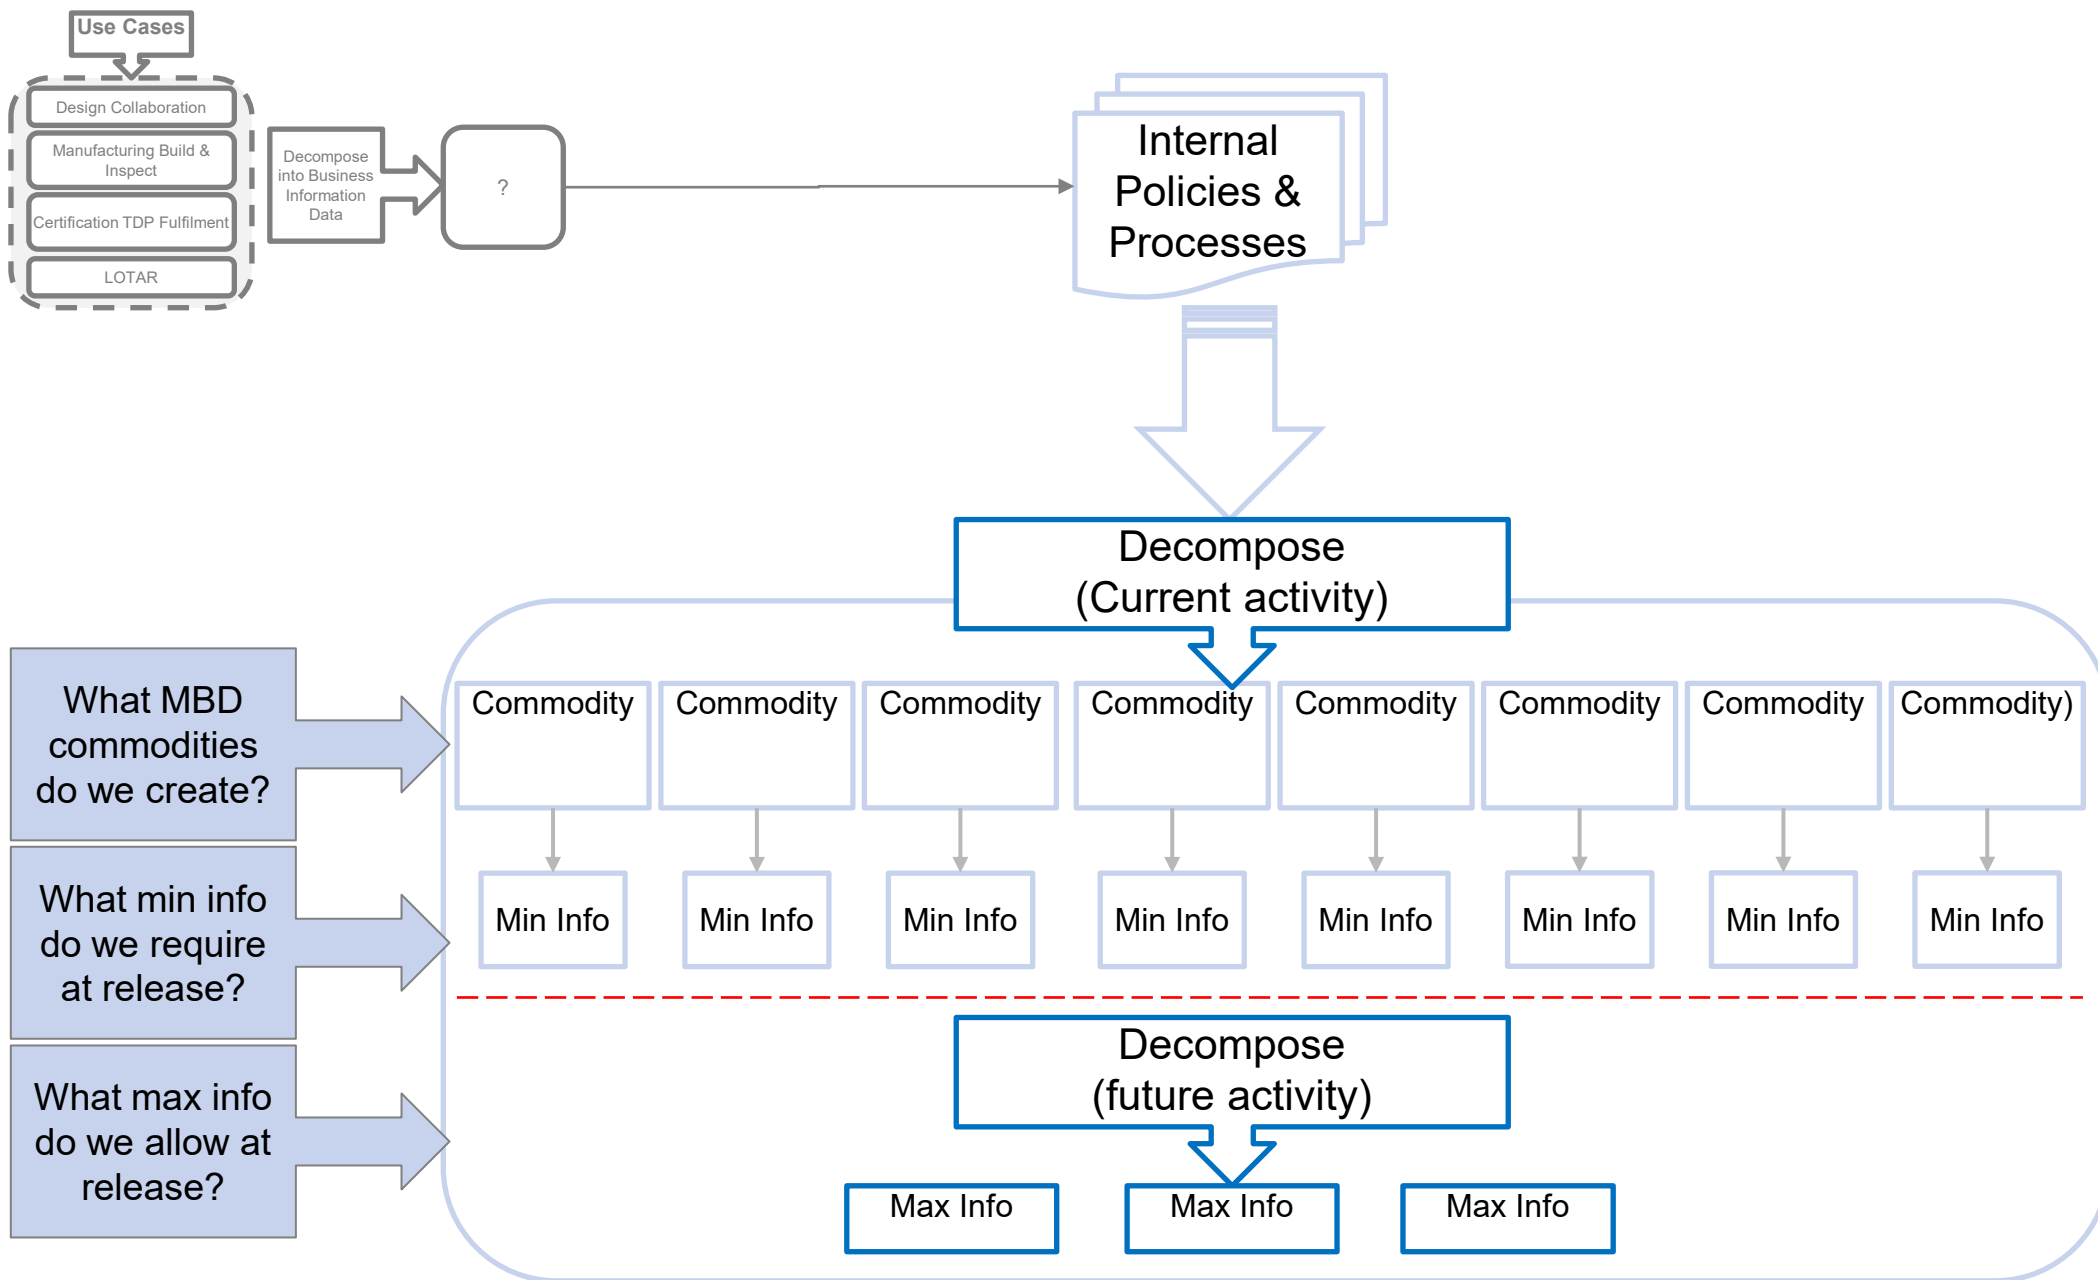 Use Cases
Design Collaboration
Manufacturing Build &
Inspect
Certification TDP Fulfilment
LOTAR
Decompose
into Business
Information
Data
?
Internal
Policies &
Processes
Decompose
(Current activity)
What MBD
commodities
do we create?
Commodity
Commodity
Commodity
Commodity
Commodity
Commodity
Commodity
Commodity)
What min info
do we require
at release?
Min Info
Min Info
Min Info
Min Info
Min Info
Min Info
Min Info
Min Info
Decompose
(future activity)
What max info
do we allow at
release?
Max Info
Max Info
Max Info